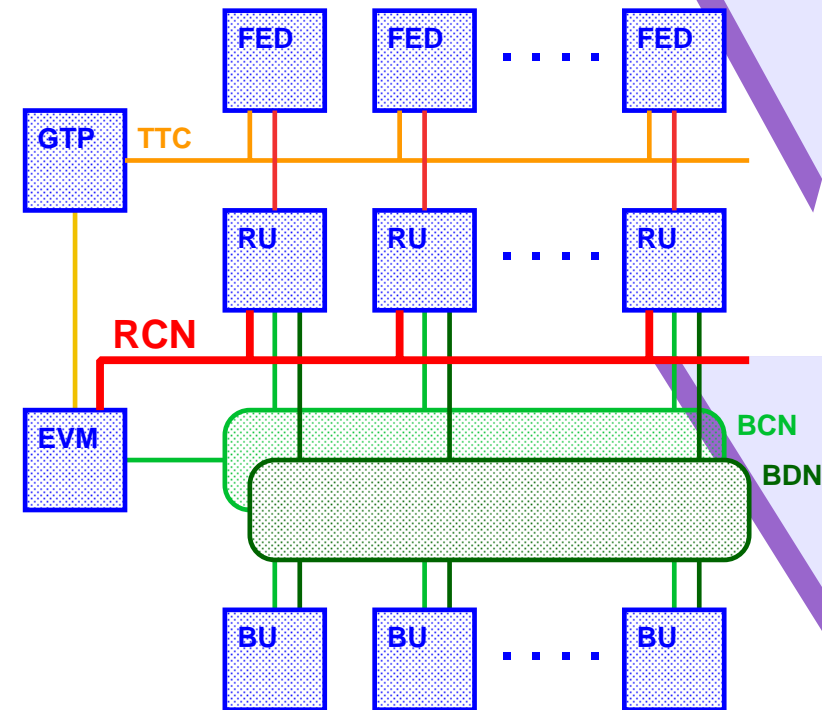 FED FED FED
GTP TTC
RU RU RU
RCN
EVM BCN
BDN
BU BU BU